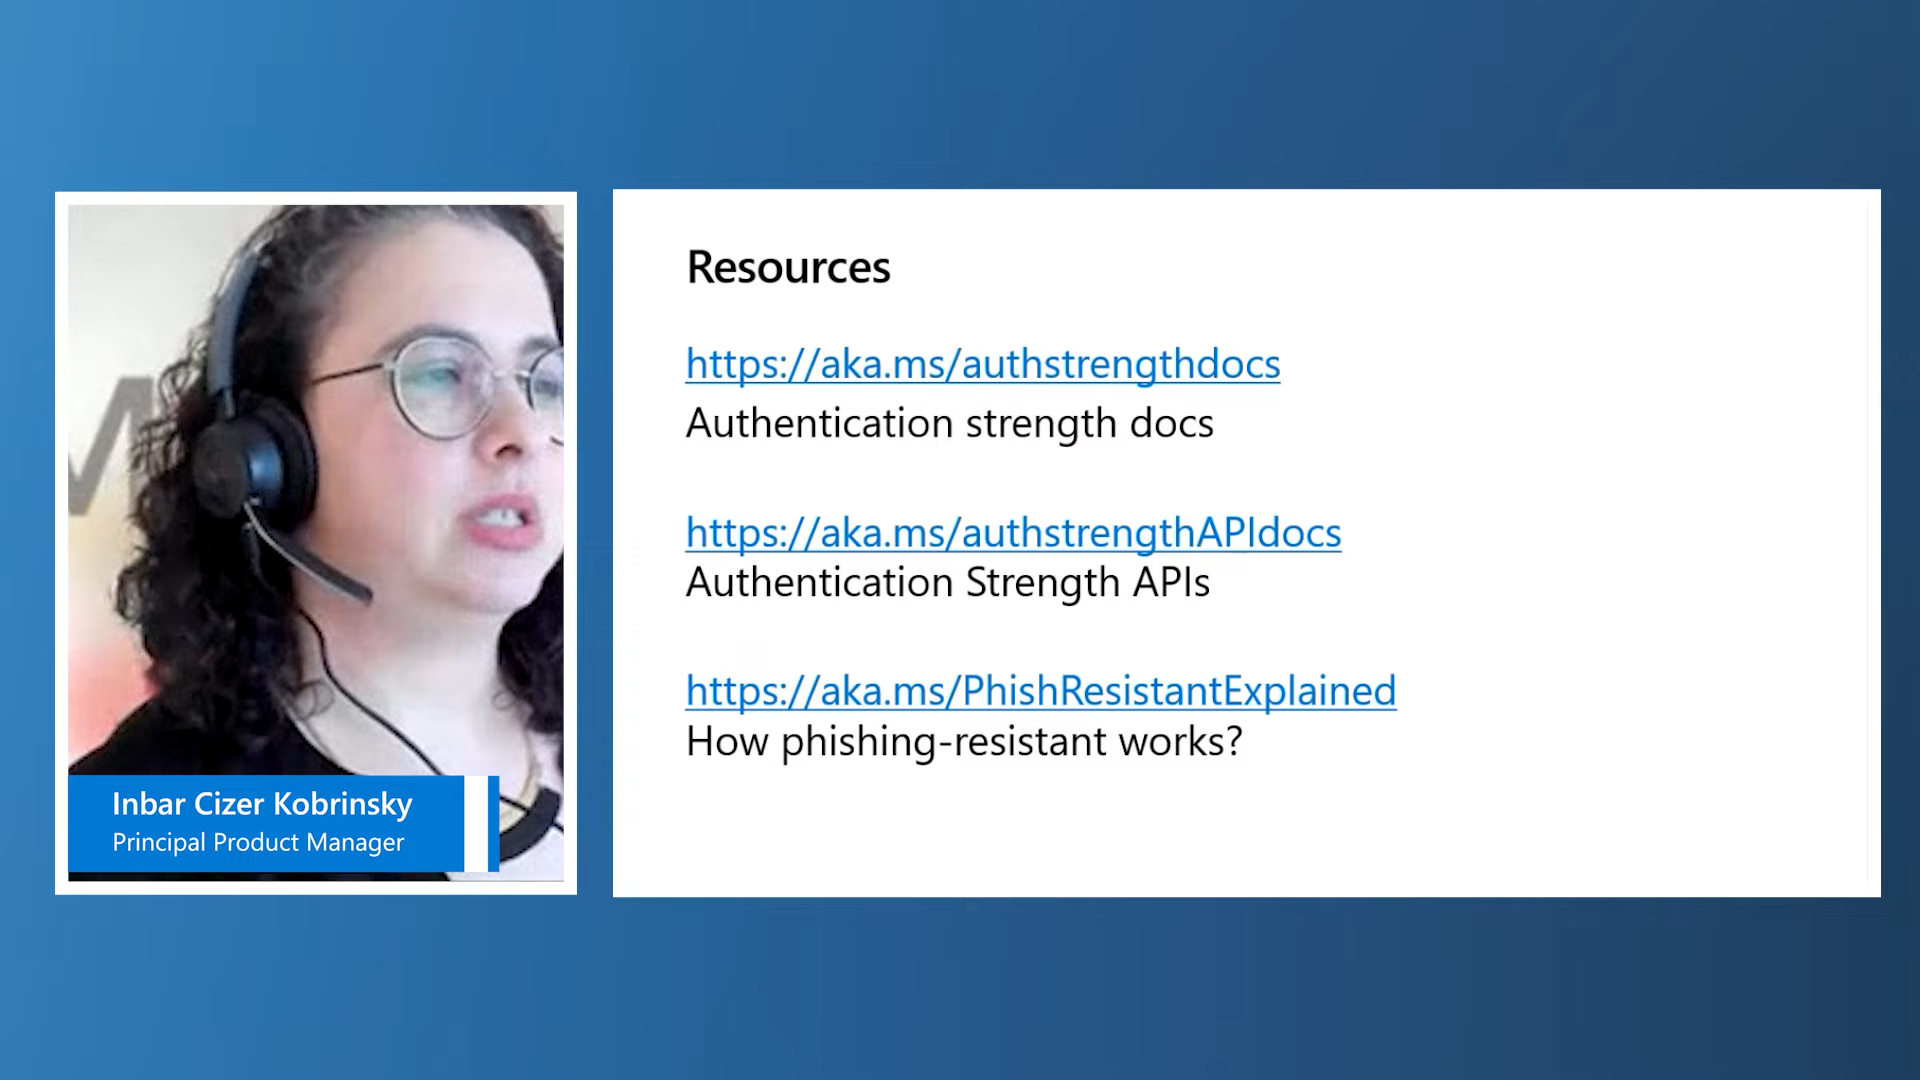 Resources
https://aka.ms/authstrengthdocs
Authentication strength docs
https://aka.ms/authstrengthAPIdocs
Authentication Strength APIs
https://aka.ms/PhishResistantExplained
How phishing-resistant works?
Inbar Cizer Kobrinsky
Principal Product Manager